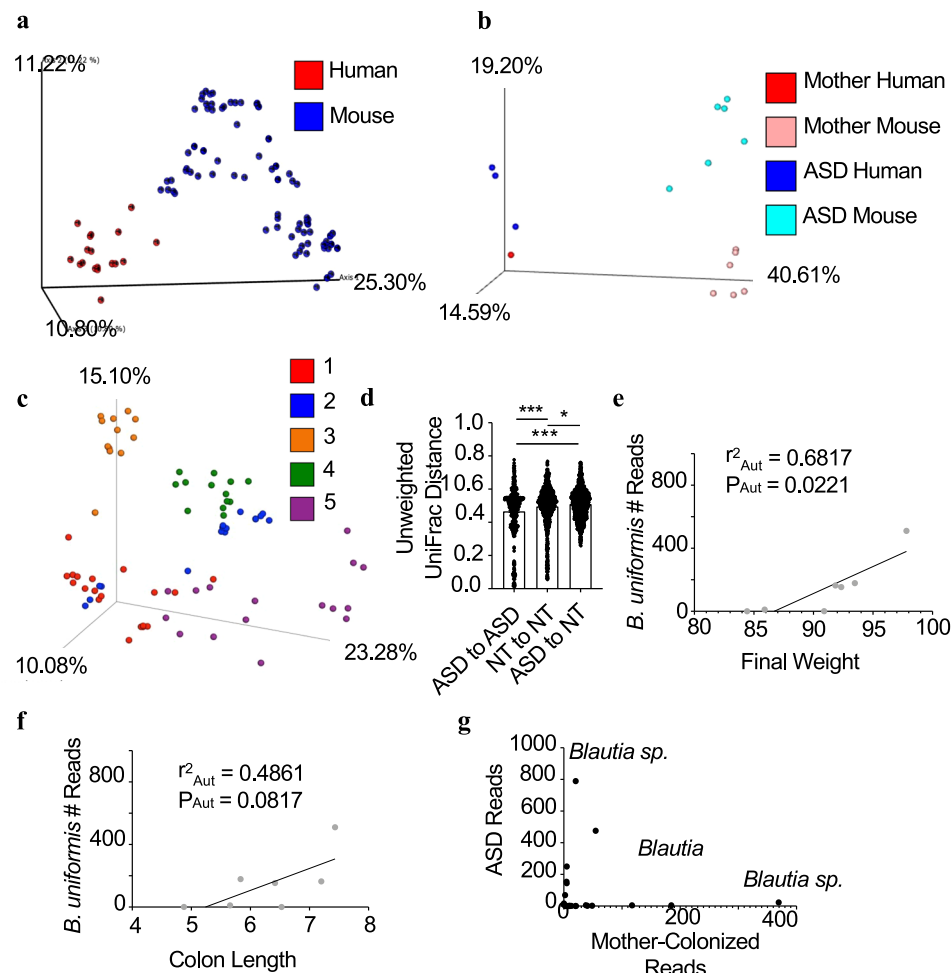 a
11.22%
Human
Mouse
25.30%
10.80%
b
19.20%
Mother Human
Mother Mouse
ASD Human
ASD Mouse
40.61%
14.59%
c
15.10%
1
2
3
4
5
10.08%
23.28%
d
Unweighted
UniFrac Distance
1.0
0.8
0.6
0.4
0.2
0.0
***
*
***
ASD to ASD
NT to NT
ASD to NT
e
B. uniformis # Reads
800
400
0
r²Aut = 0.6817
PAut = 0.0221
80 85 90 95 100
Final Weight
f
B. uniformis # Reads
800
400
0
r²Aut = 0.4861
PAut = 0.0817
4 5 6 7 8
Colon Length
g
ASD Reads
1000
800
600
400
200
0
Blautia sp.
Blautia
Blautia sp.
0 200 400
Mother-Colonized
Reads